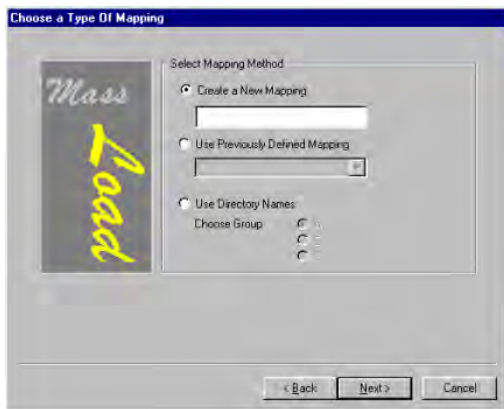 Choose a Type Of Mapping
Mass
Load
Select Mapping Method
Create a New Mapping
Use Previously Defined Mapping
Use Directory Names
Choose Group
< Back
Next >
Cancel